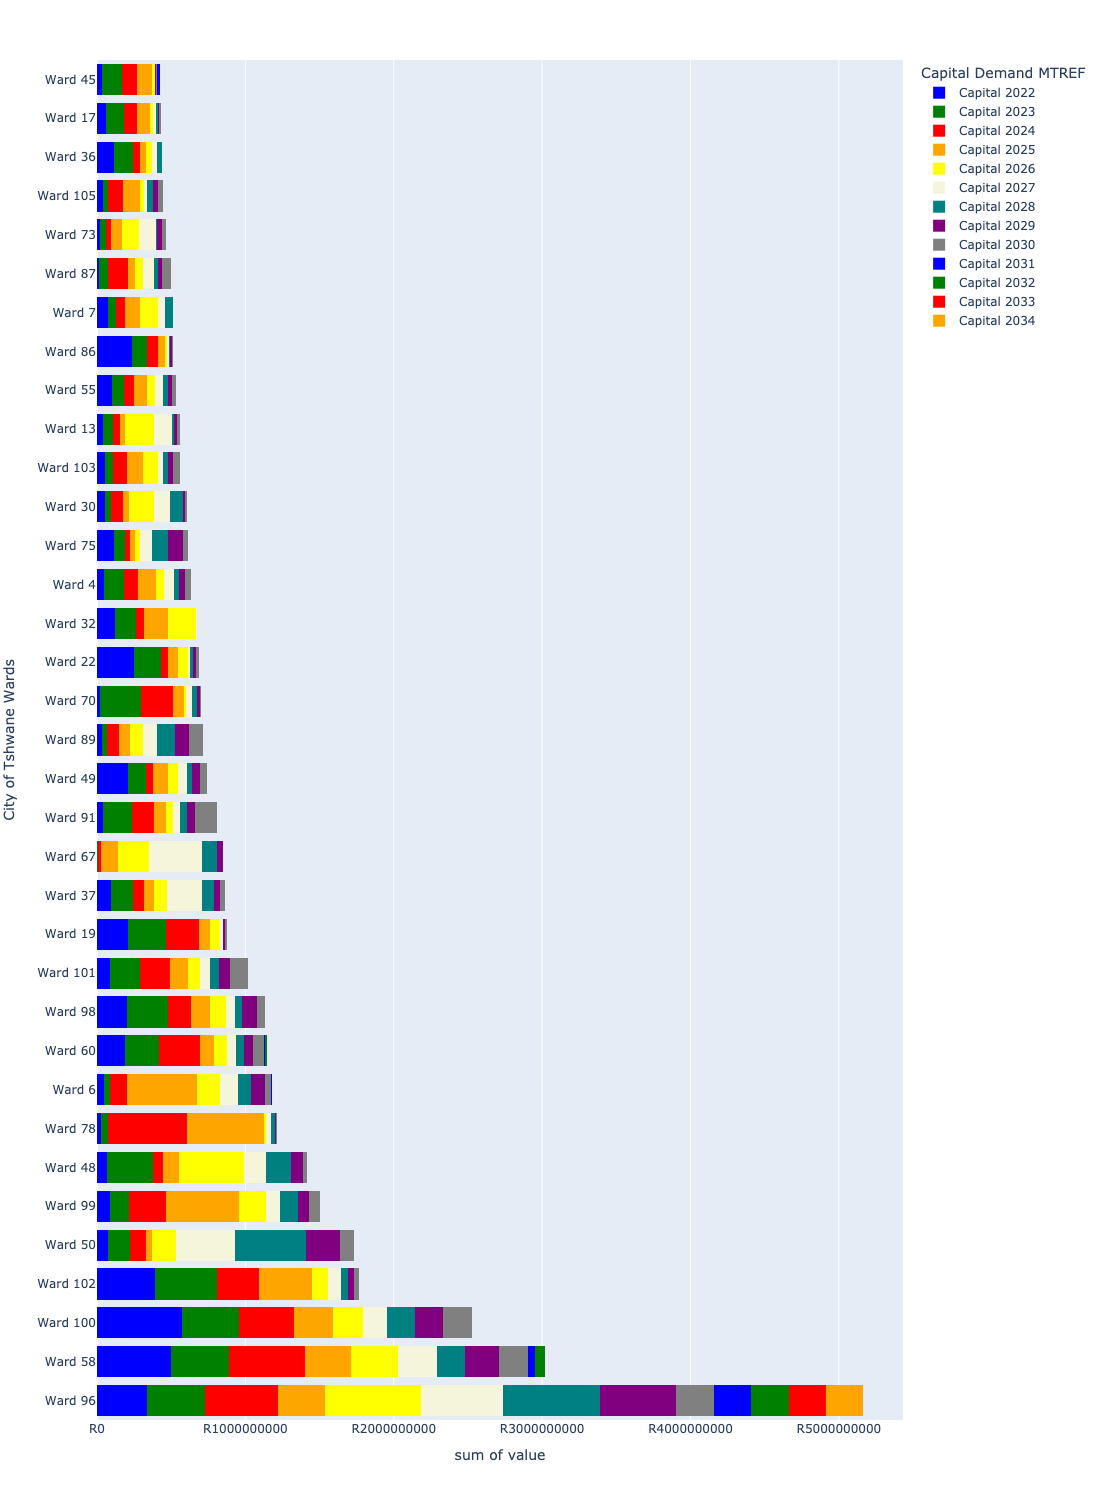 Capital Demand MTREF
Capital 2022
Capital 2023
Capital 2024
Capital 2025
Capital 2026
Capital 2027
Capital 2028
Capital 2029
Capital 2030
Capital 2031
Capital 2032
Capital 2033
Capital 2034
City of Tshwane Wards
Ward 45
Ward 17
Ward 36
Ward 105
Ward 73
Ward 87
Ward 7
Ward 86
Ward 55
Ward 13
Ward 103
Ward 30
Ward 75
Ward 4
Ward 32
Ward 22
Ward 70
Ward 89
Ward 49
Ward 91
Ward 67
Ward 37
Ward 19
Ward 101
Ward 98
Ward 60
Ward 6
Ward 78
Ward 48
Ward 99
Ward 50
Ward 102
Ward 100
Ward 58
Ward 96
R0 R1000000000 R2000000000 R3000000000 R4000000000 R5000000000
sum of value